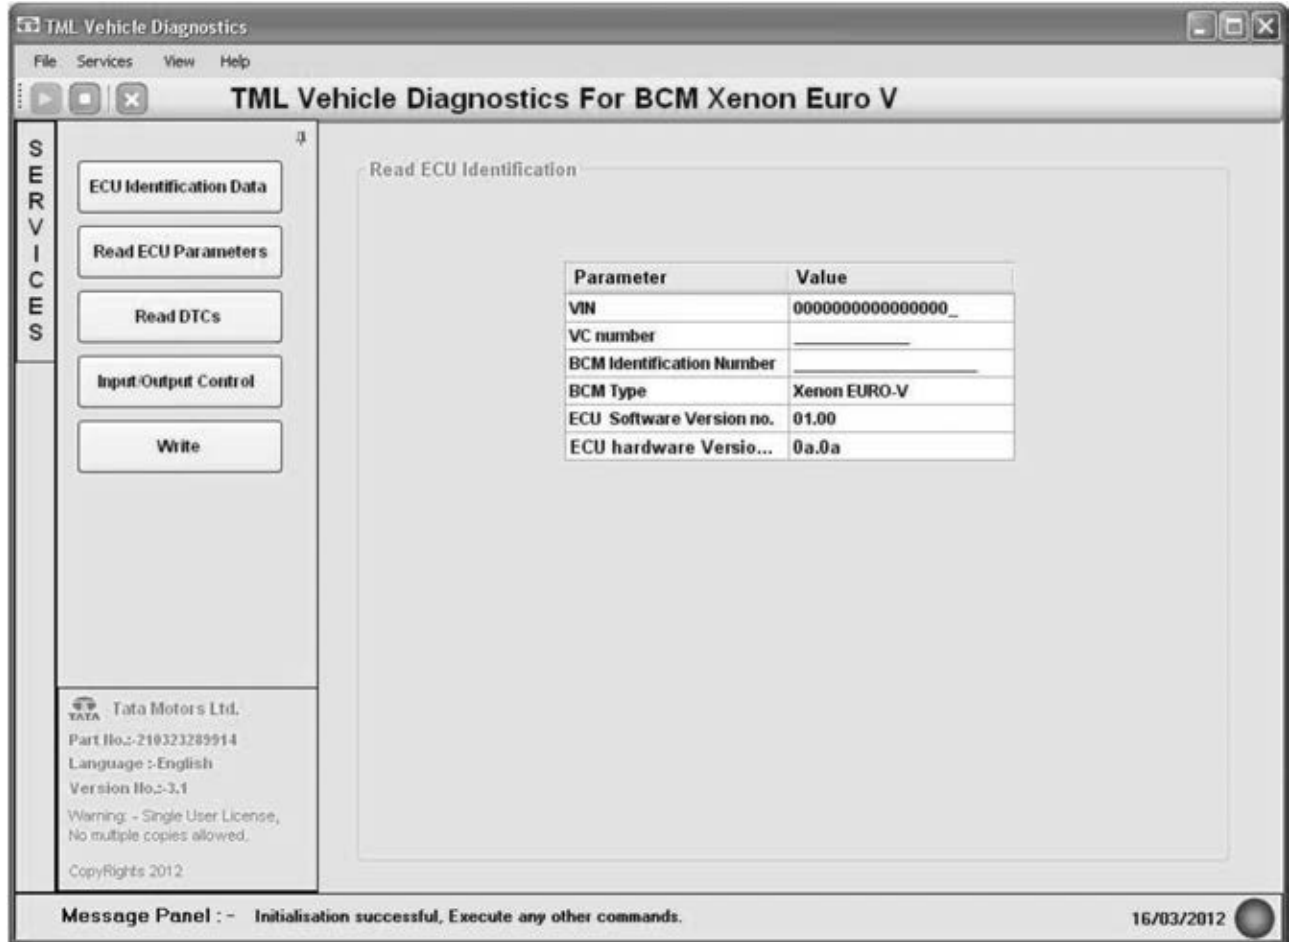 TML Vehicle Diagnostics
File Services View Help
TML Vehicle Diagnostics For BCM Xenon Euro V
SERVICES
ECU Identification Data
Read ECU Parameters
Read DTCs
Input/Output Control
Write
Read ECU Identification
Parameter Value
VIN 0000000000000000_
VC number ____________
BCM Identification Number ___________________
BCM Type Xenon EURO-V
ECU Software Version no. 01.00
ECU hardware Versio... 0a.0a
TATA Tata Motors Ltd.
Part No.:-210323289914
Language :-English
Version No.:-3.1
Warning: - Single User License,
No multiple copies allowed.
CopyRights 2012
Message Panel : - Initialisation successful, Execute any other commands.
16/03/2012